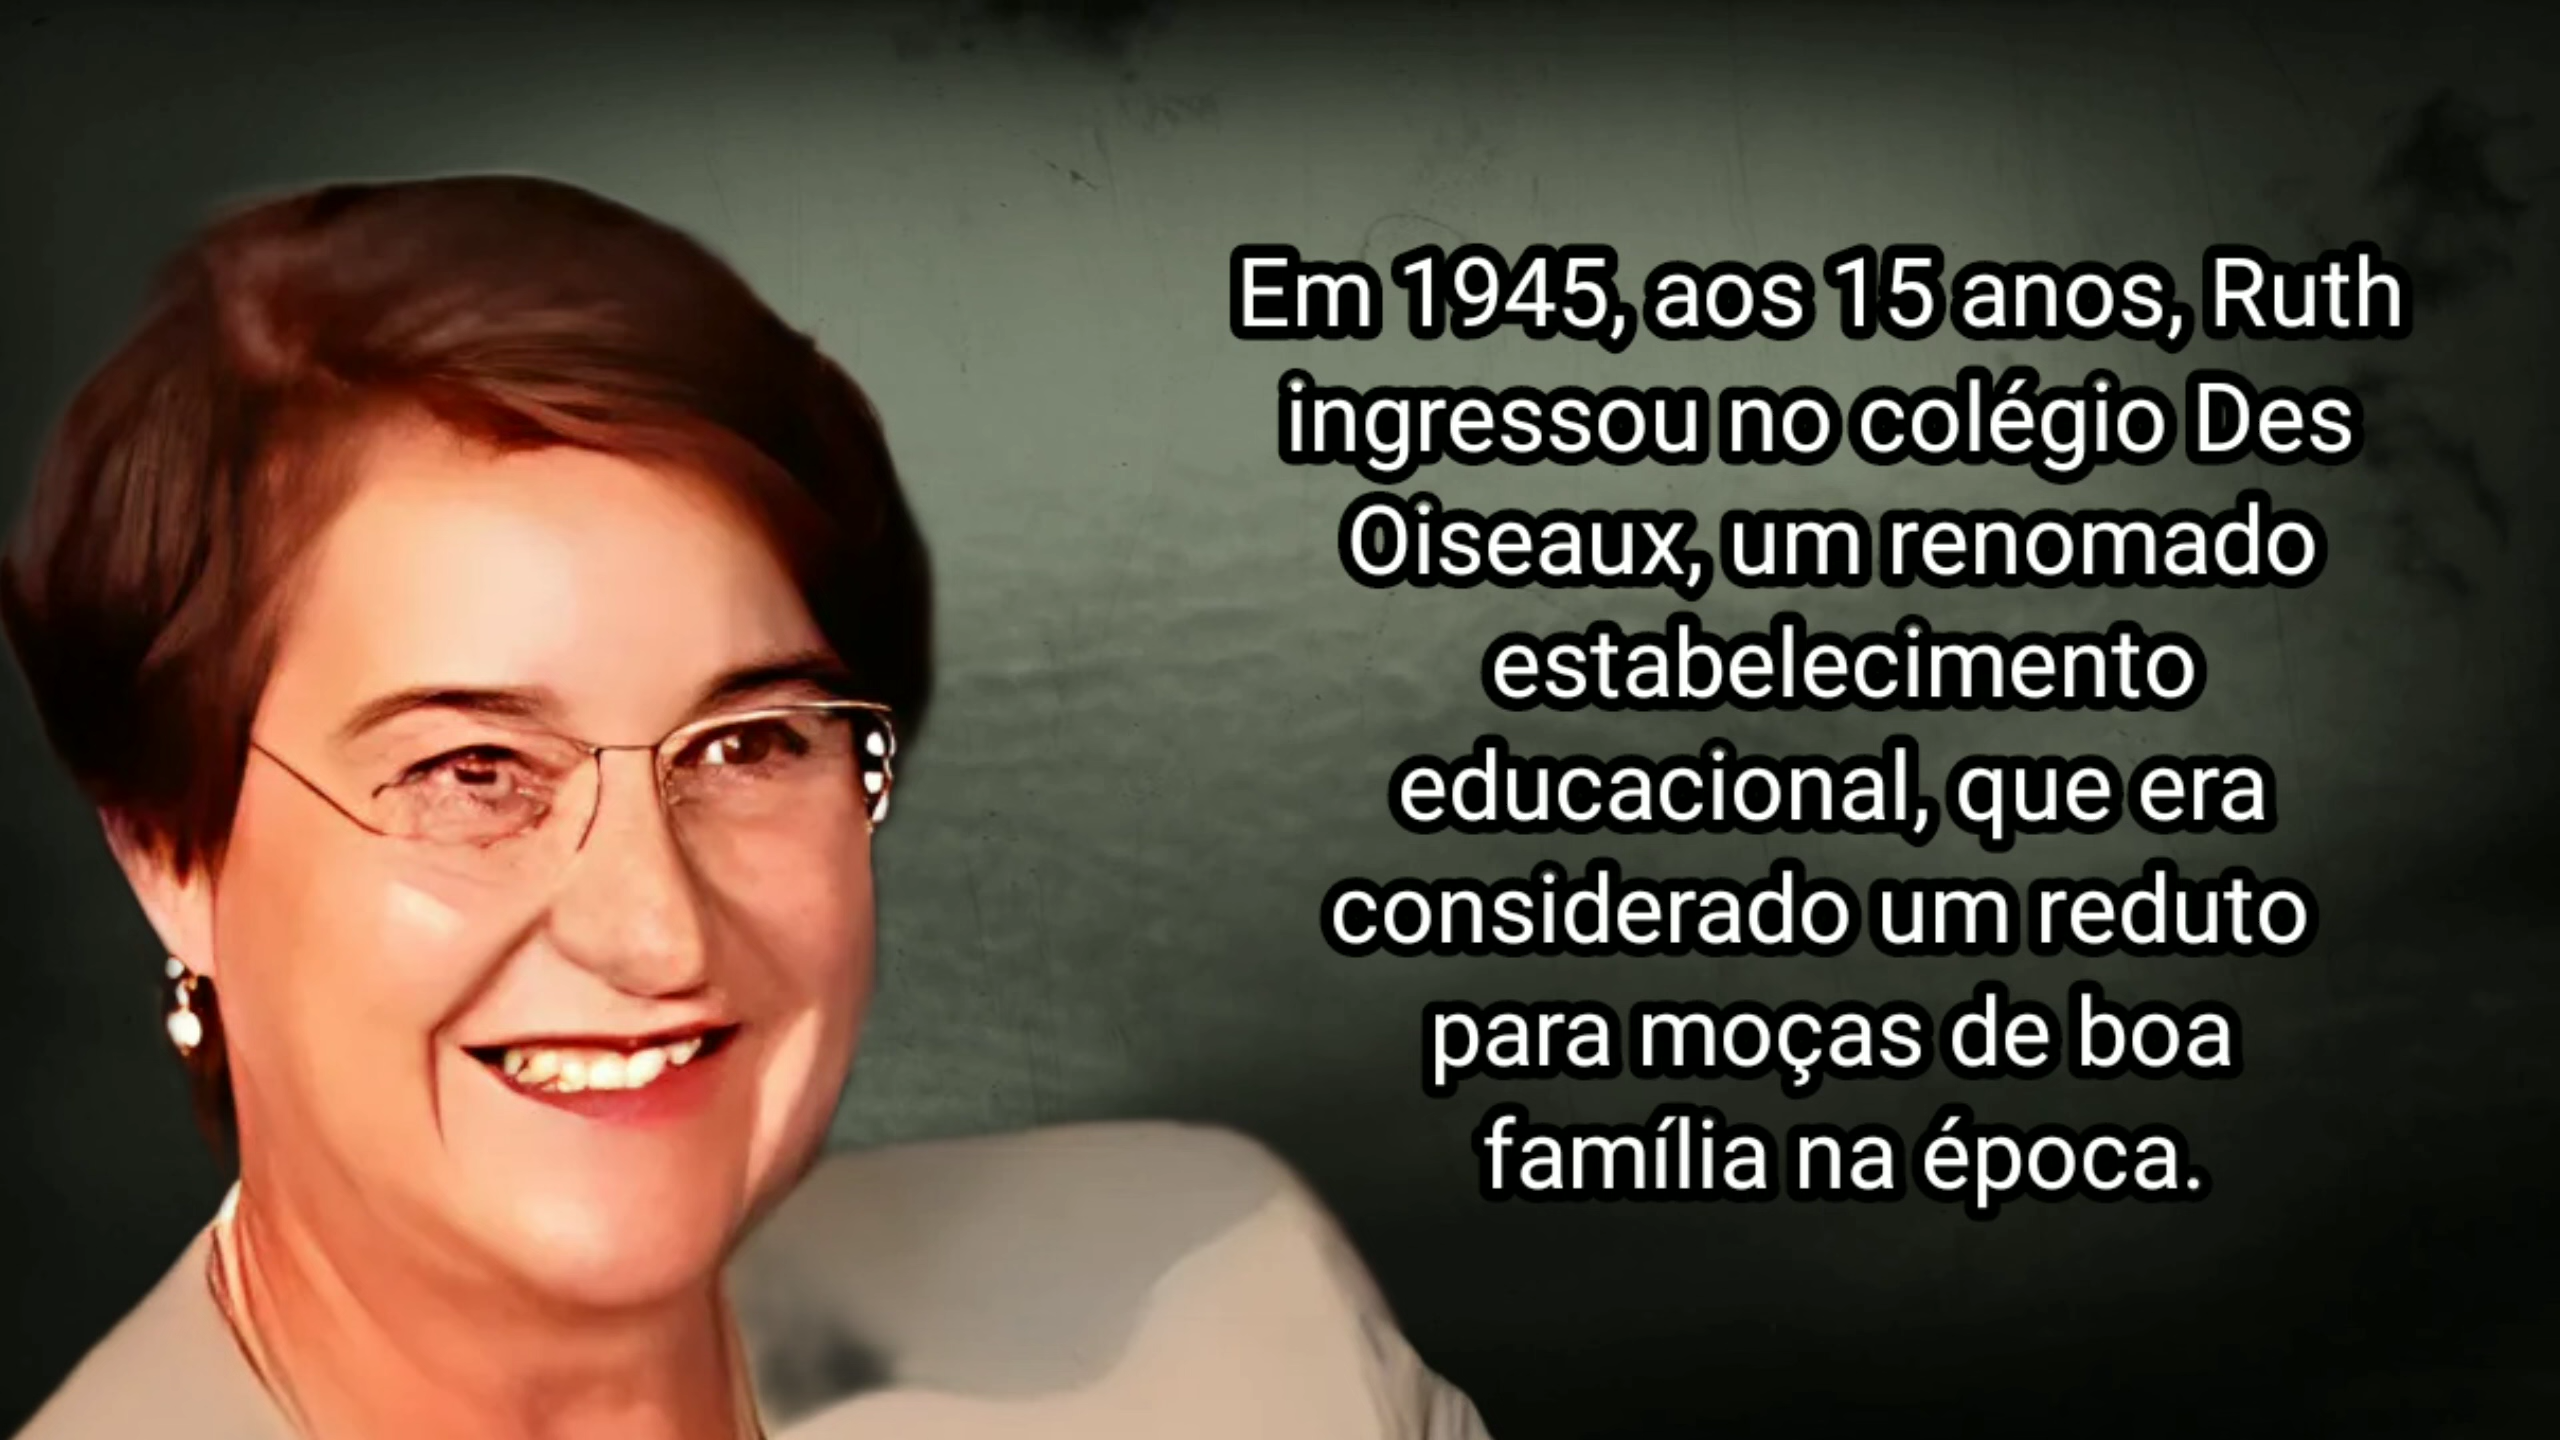 Em 1945, aos 15 anos, Ruth
ingressou no colégio Des
Oiseaux, um renomado
estabelecimento
educacional, que era
considerado um reduto
para moças de boa
família na época.